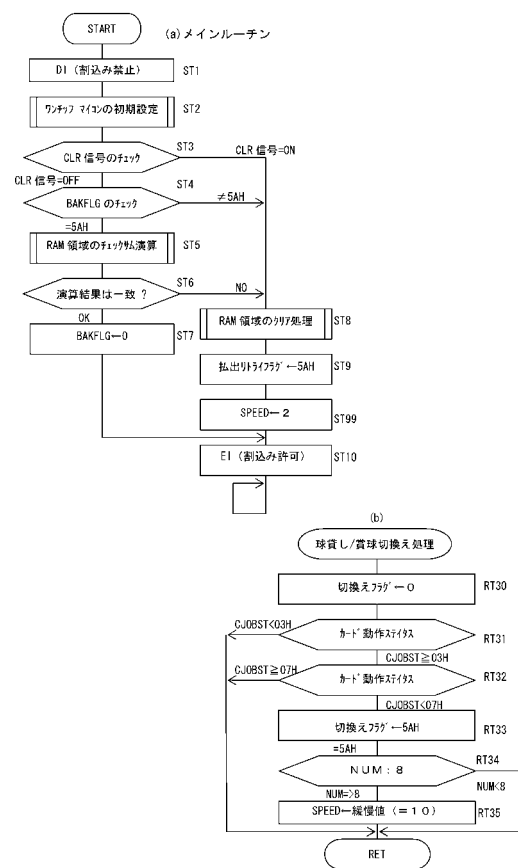 START
(a)メインルーチン
DI (割込み禁止)
ST1
ワンチップ マイコンの初期設定
ST2
ST3
CLR 信号のチェック
CLR 信号=ON
CLR 信号=OFF
ST4
BAKFLG のチェック
≠5AH
=5AH
RAM 領域のチェックサム演算
ST5
ST6
演算結果は一致 ?
NO
OK
RAM 領域のクリア処理
ST8
BAKFLG←0
ST7
払出リトライフラグ←5AH
ST9
SPEED←2
ST99
EI (割込み許可)
ST10
(b)
球貸し/賞球切換え処理
切換えフラグ←0
RT30
CJOBST<03H
カード動作ステイタス
RT31
CJOBST≧03H
CJOBST≧07H
カード動作ステイタス
RT32
CJOBST<07H
切換えフラグ←5AH
RT33
=5AH
RT34
NUM:8
NUM<8
NUM=>8
SPEED←緩慢値 (=10)
RT35
RET